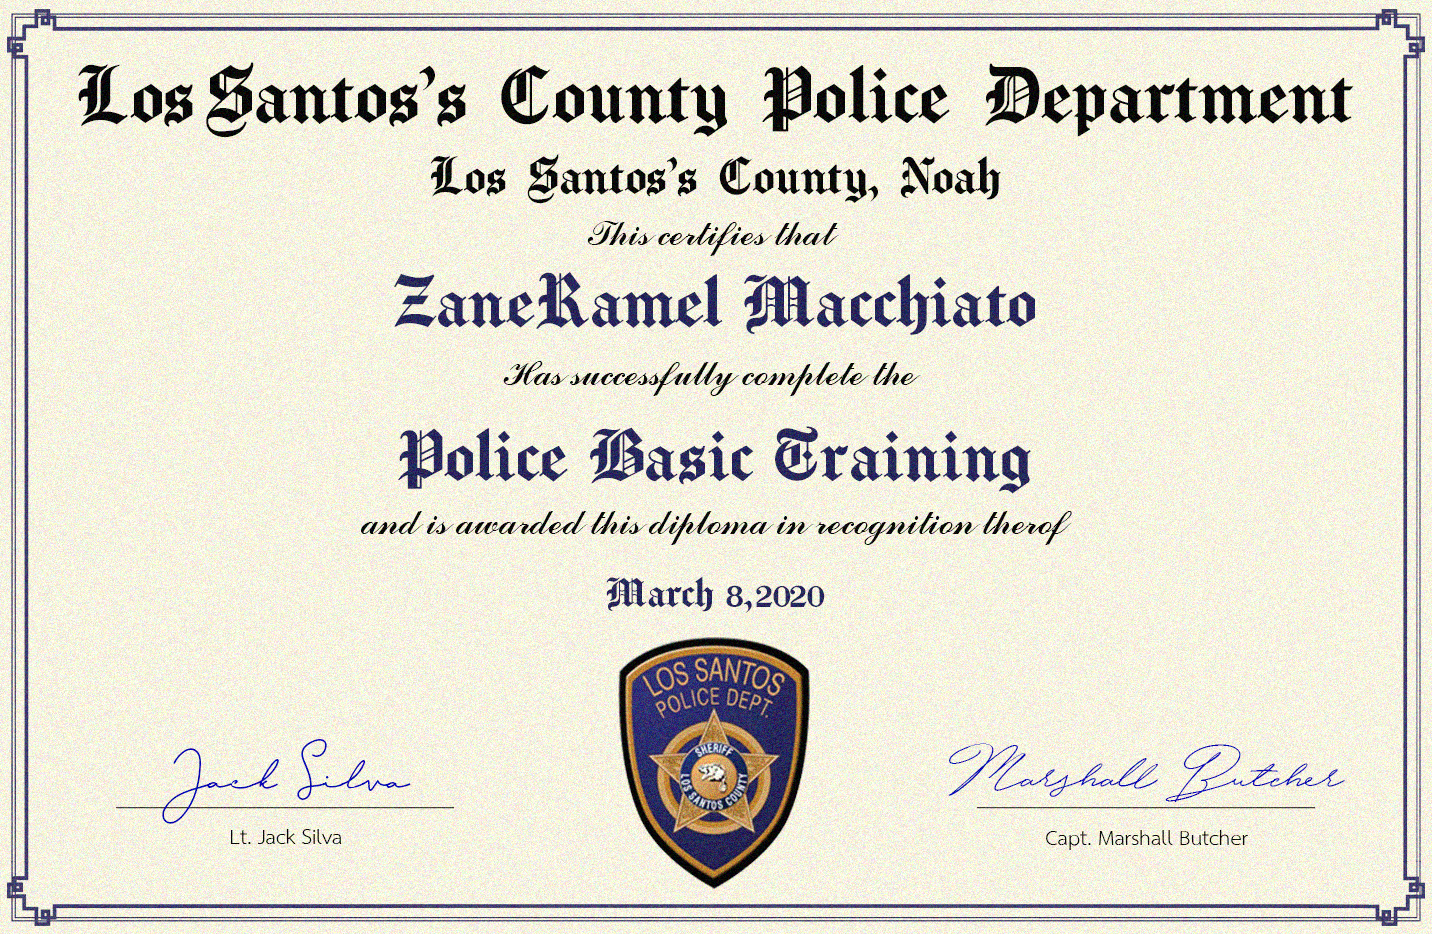 Los Santos's County Police Department
Los Santos's County, Noah
This certifies that
ZaneRamel Macchiato
Has successfully complete the
Police Basic Training
and is awarded this diploma in recognition therof
March 8,2020
LOS SANTOS
POLICE DEPT.
SHERIFF
LOS SANTOS COUNTY
Jack Silva
Lt. Jack Silva
Marshall Butcher
Capt. Marshall Butcher